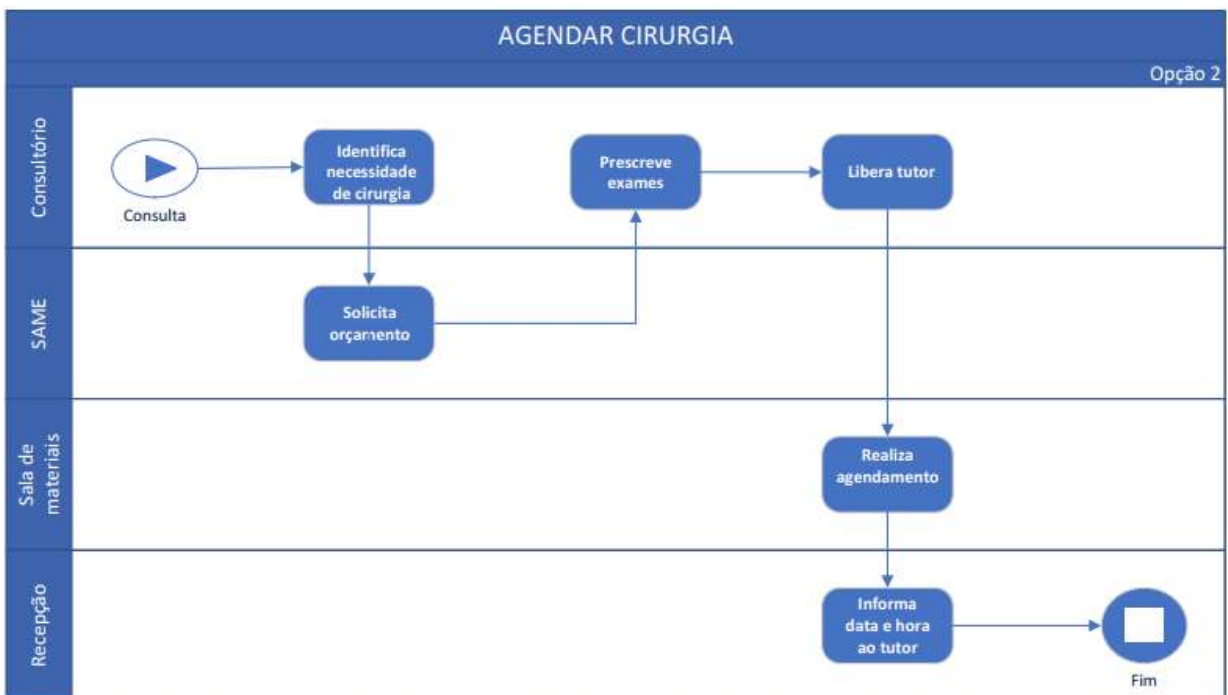 AGENDAR CIRURGIA
Opção 2
Consultório
Consulta
Identifica
necessidade
de cirurgia
Prescreve
exames
Libera tutor
SAME
Solicita
orçamento
Sala de
materiais
Realiza
agendamento
Recepção
Informa
data e hora
ao tutor
Fim